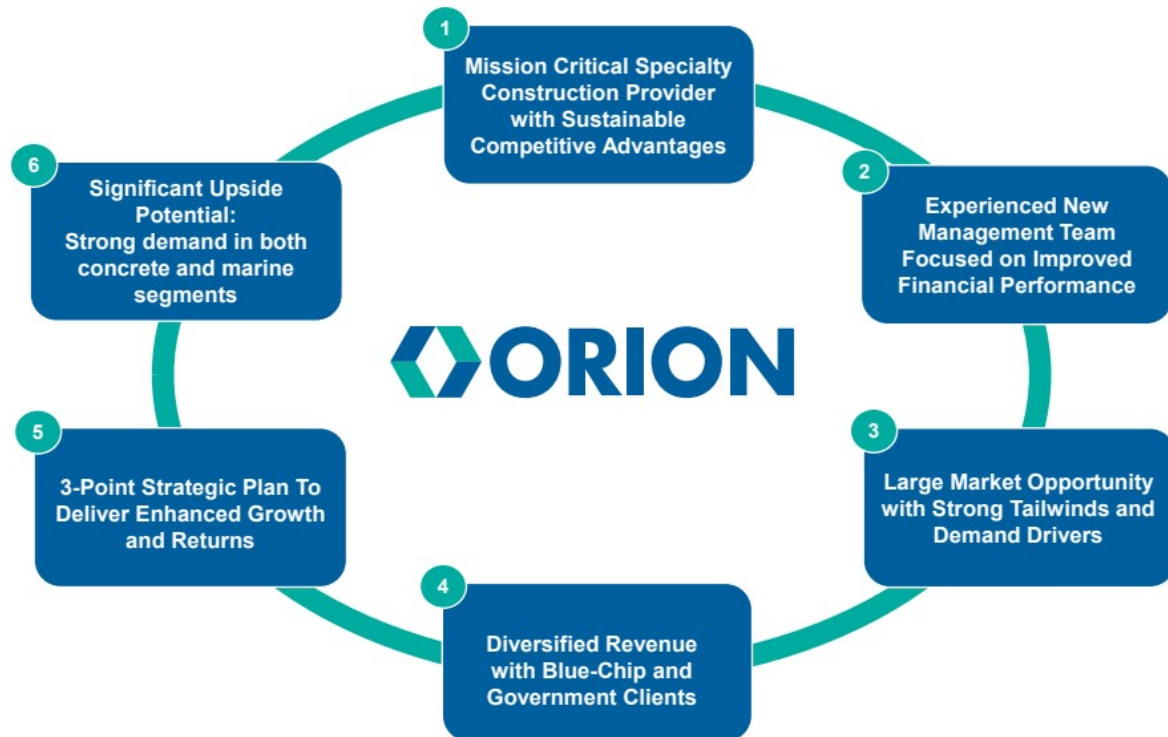 1
Mission Critical Specialty
Construction Provider
with Sustainable
Competitive Advantages
2
Experienced New
Management Team
Focused on Improved
Financial Performance
3
Large Market Opportunity
with Strong Tailwinds and
Demand Drivers
4
Diversified Revenue
with Blue-Chip and
Government Clients
5
3-Point Strategic Plan To
Deliver Enhanced Growth
and Returns
6
Significant Upside
Potential:
Strong demand in both
concrete and marine
segments
ORION